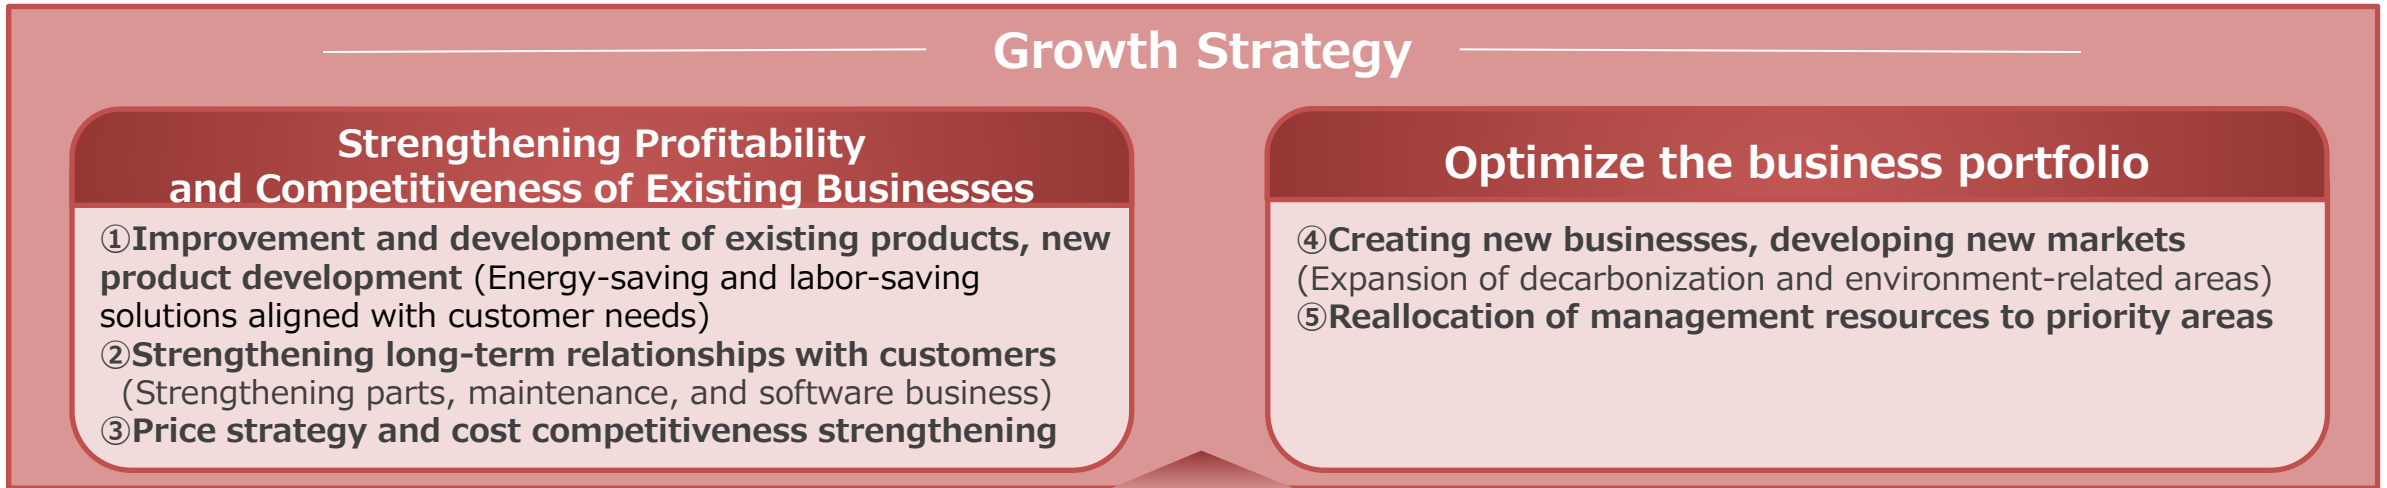 Growth Strategy
Strengthening Profitability
and Competitiveness of Existing Businesses
①Improvement and development of existing products, new
product development (Energy-saving and labor-saving
solutions aligned with customer needs)
②Strengthening long-term relationships with customers
(Strengthening parts, maintenance, and software business)
③Price strategy and cost competitiveness strengthening
Optimize the business portfolio
④Creating new businesses, developing new markets
(Expansion of decarbonization and environment-related areas)
⑤Reallocation of management resources to priority areas